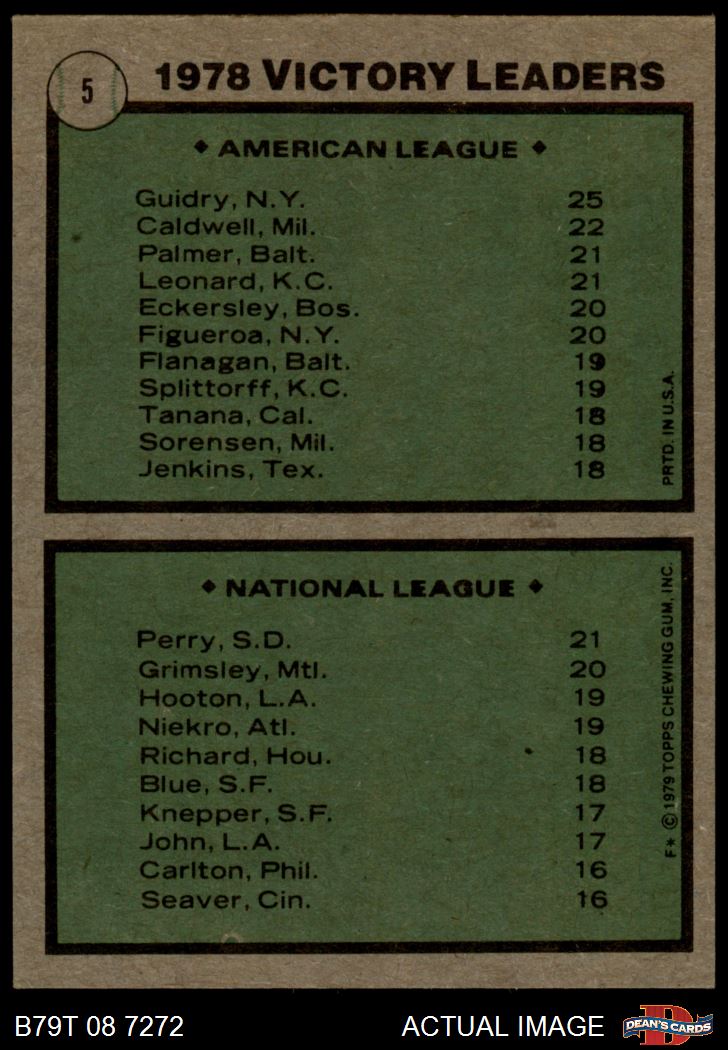 5
1978 VICTORY LEADERS
◆ AMERICAN LEAGUE ◆
Guidry, N.Y. 25
Caldwell, Mil. 22
Palmer, Balt. 21
Leonard, K.C. 21
Eckersley, Bos. 20
Figueroa, N.Y. 20
Flanagan, Balt. 19
Splittorff, K.C. 19
Tanana, Cal. 18
Sorensen, Mil. 18
Jenkins, Tex. 18
PRTD. IN U.S.A.
◆ NATIONAL LEAGUE ◆
Perry, S.D. 21
Grimsley, Mtl. 20
Hooton, L.A. 19
Niekro, Atl. 19
Richard, Hou. 18
Blue, S.F. 18
Knepper, S.F. 17
John, L.A. 17
Carlton, Phil. 16
Seaver, Cin. 16
F* © 1979 TOPPS CHEWING GUM, INC.
B79T 08 7272
ACTUAL IMAGE
D
DEAN'S CARDS